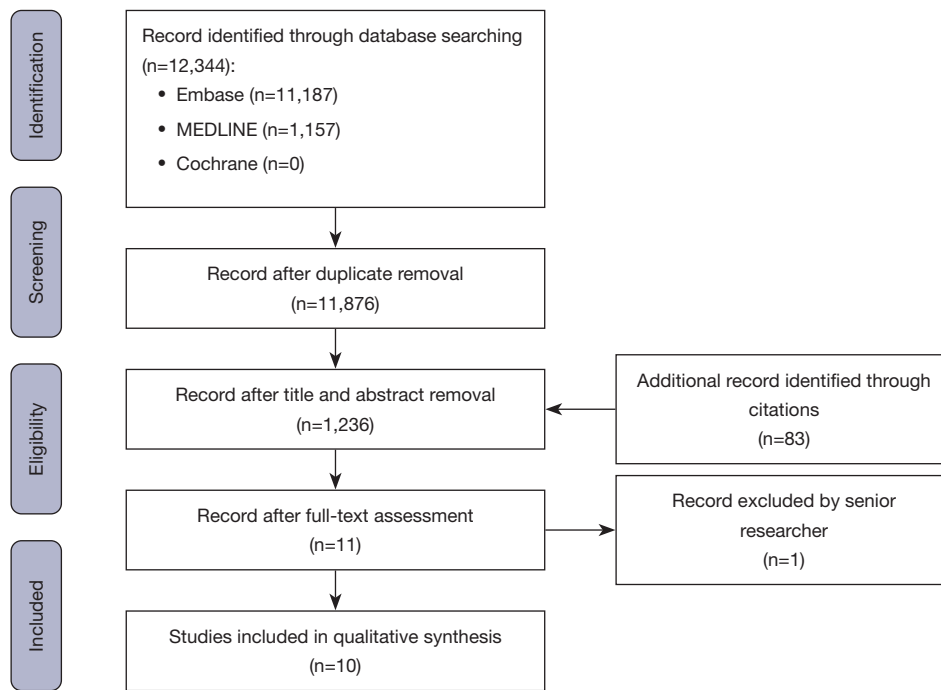 Identification
Record identified through database searching
(n=12,344):
• Embase (n=11,187)
• MEDLINE (n=1,157)
• Cochrane (n=0)
Screening
Record after duplicate removal
(n=11,876)
Eligibility
Record after title and abstract removal
(n=1,236)
Additional record identified through
citations
(n=83)
Record after full-text assessment
(n=11)
Record excluded by senior
researcher
(n=1)
Included
Studies included in qualitative synthesis
(n=10)